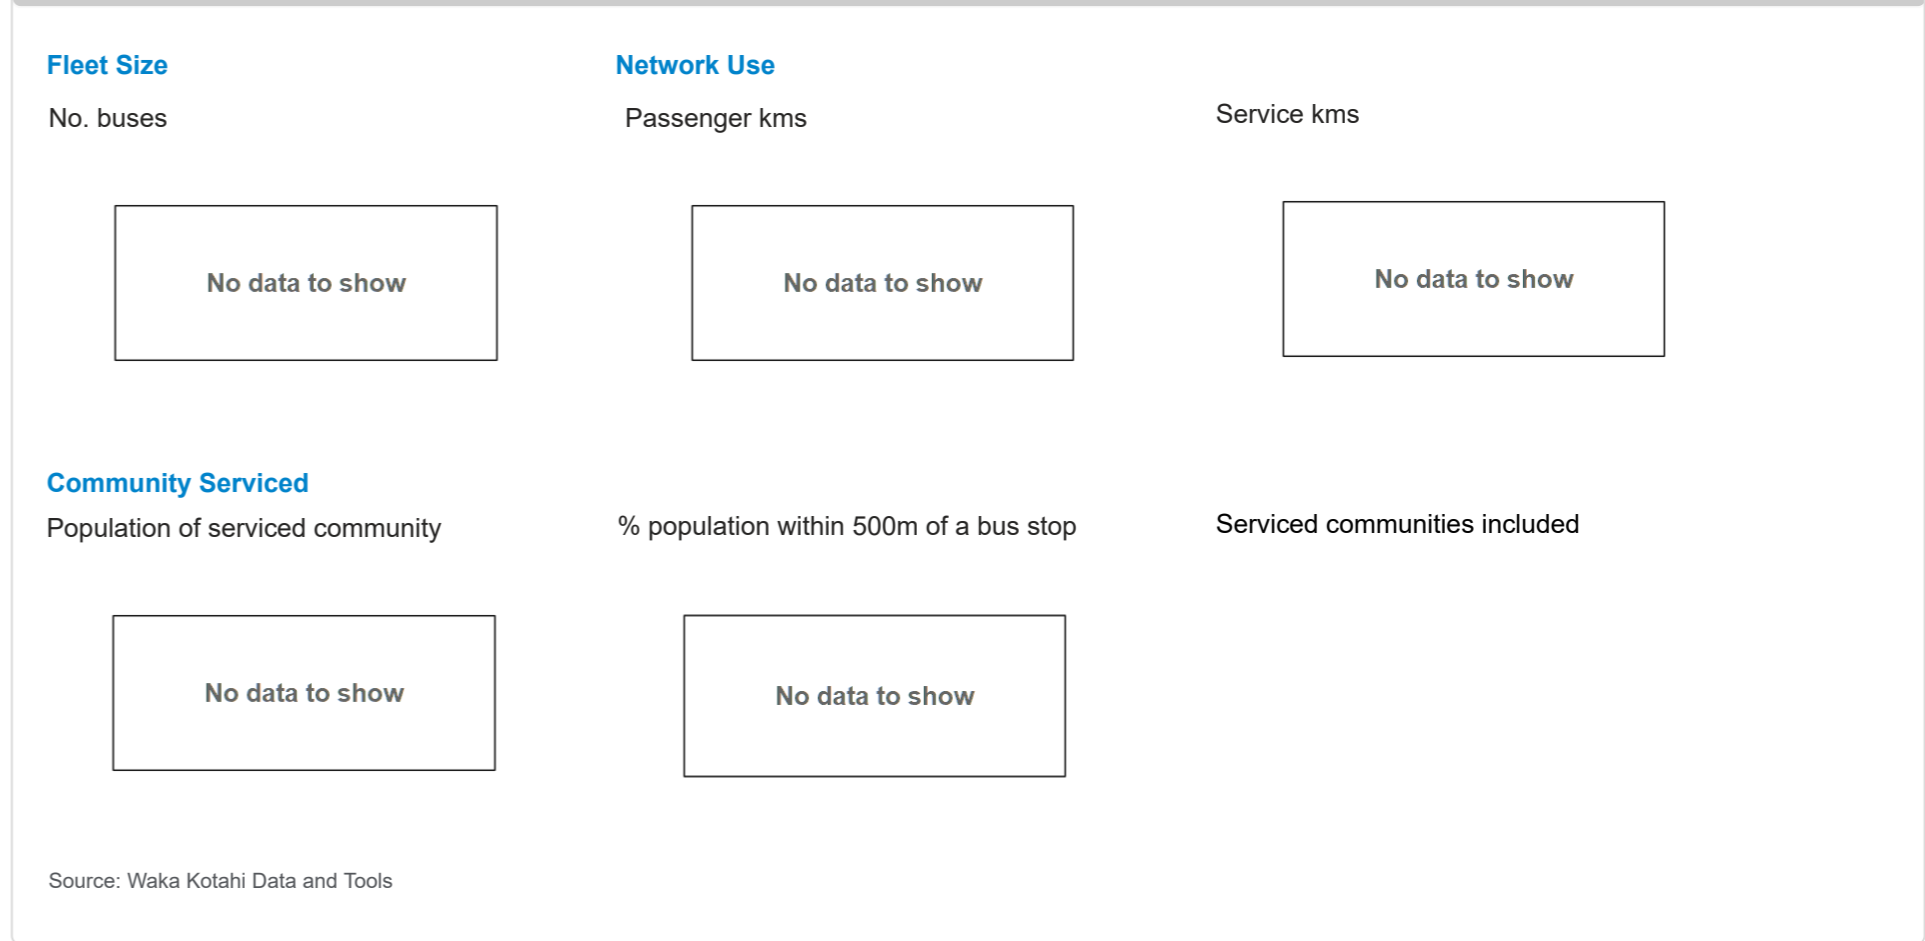 Fleet Size
Network Use
No. buses
Passenger kms
Service kms
No data to show
No data to show
No data to show
Community Serviced
Population of serviced community
% population within 500m of a bus stop
Serviced communities included
No data to show
No data to show
Source: Waka Kotahi Data and Tools